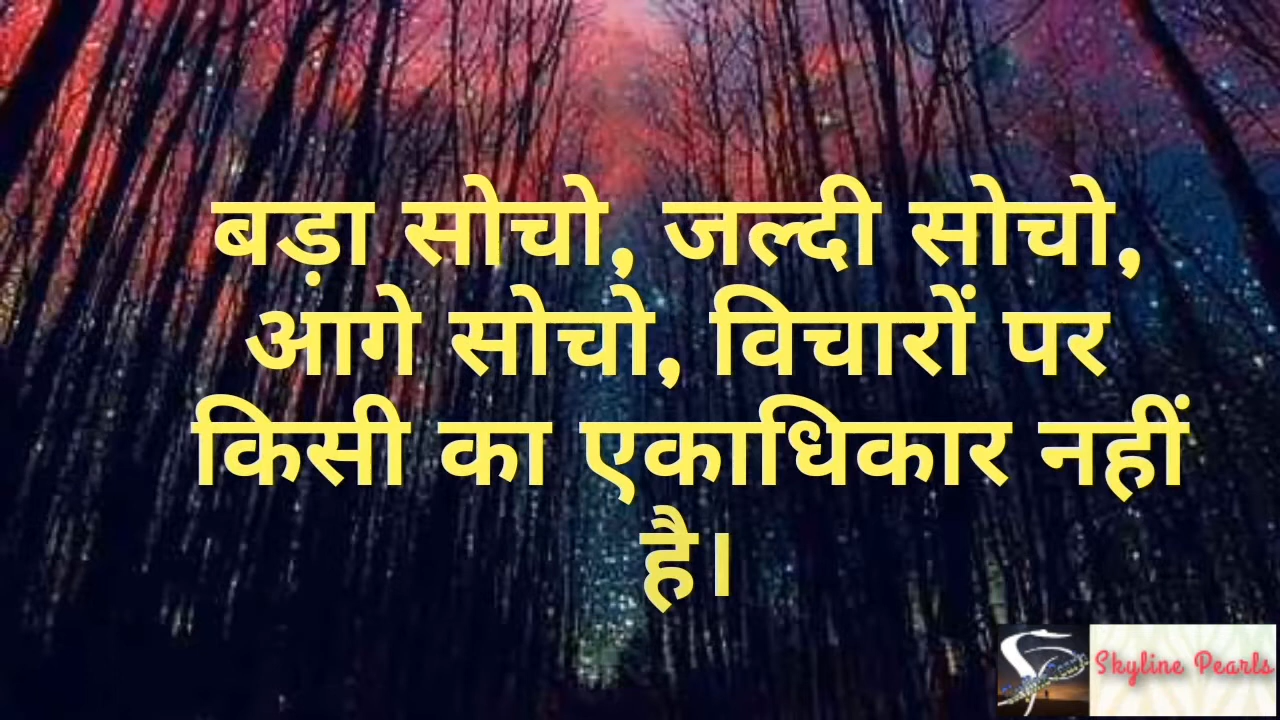 बड़ा सोचो, जल्दी सोचो,
आगे सोचो, विचारों पर
किसी का एकाधिकार नहीं
है।
Skyline Pearls